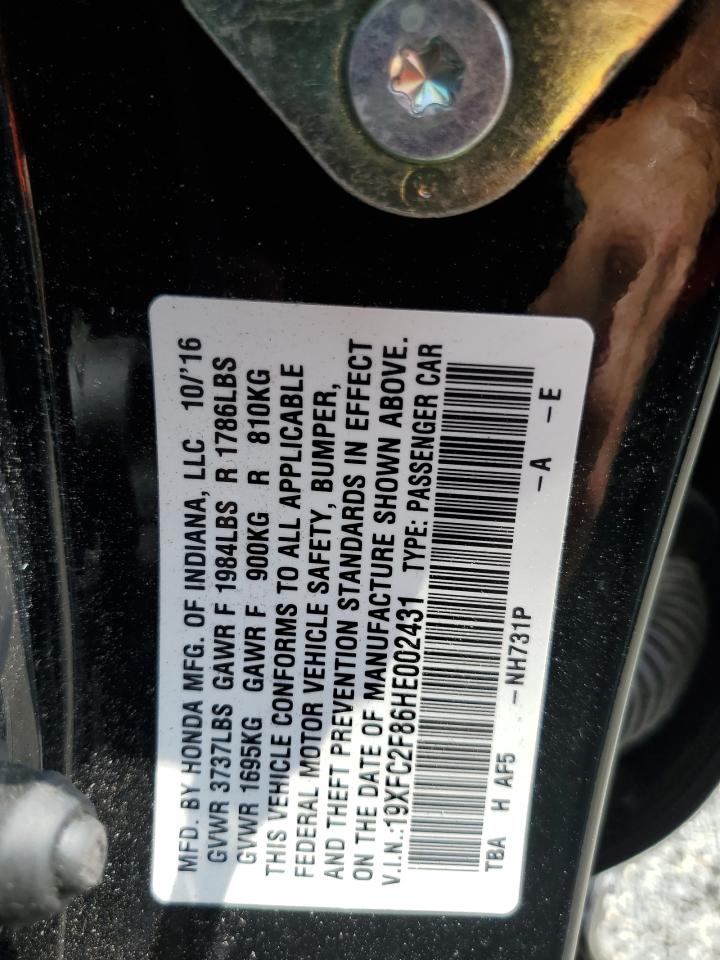 MFD. BY HONDA MFG. OF INDIANA, LLC 10/'16
GVWR 3737LBS GAWR F 1984LBS R 1786LBS
GVWR 1695KG GAWR F 900KG R 810KG
THIS VEHICLE CONFORMS TO ALL APPLICABLE
FEDERAL MOTOR VEHICLE SAFETY, BUMPER,
AND THEFT PREVENTION STANDARDS IN EFFECT
ON THE DATE OF MANUFACTURE SHOWN ABOVE.
V.I.N.:19XFC2F86HE002431 TYPE: PASSENGER CAR
TBA H AF5 -NH731P -A -E